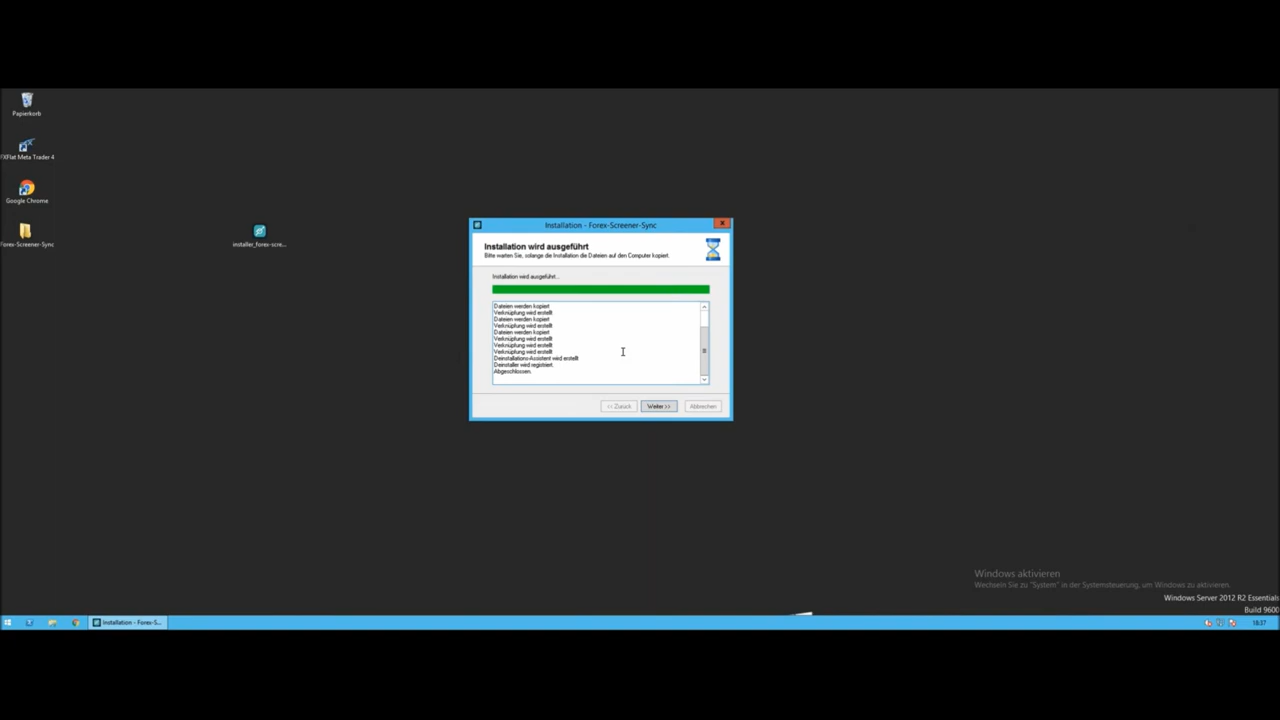 Papierkorb
FXFlat Meta Trader 4
Google Chrome
Forex-Screener-Sync
installer_forex-scre...
Installation - Forex-Screener-Sync
Installation wird ausgeführt
Bitte warten Sie, solange die Installation die Dateien auf den Computer kopiert.
Installation wird ausgeführt...
Dateien werden kopiert
Verknüpfung wird erstellt
Dateien werden kopiert
Verknüpfung wird erstellt
Dateien werden kopiert
Verknüpfung wird erstellt
Verknüpfung wird erstellt
Verknüpfung wird erstellt
Deinstallations-Assistent wird erstellt
Deinstaller wird registriert.
Abgeschlossen.
<< Zurück
Weiter >>
Abbrechen
Windows aktivieren
Wechseln Sie zu "System" in der Systemsteuerung, um Windows zu aktivieren.
Windows Server 2012 R2 Essentials
Build 9600
Installation - Forex-S...
18:37